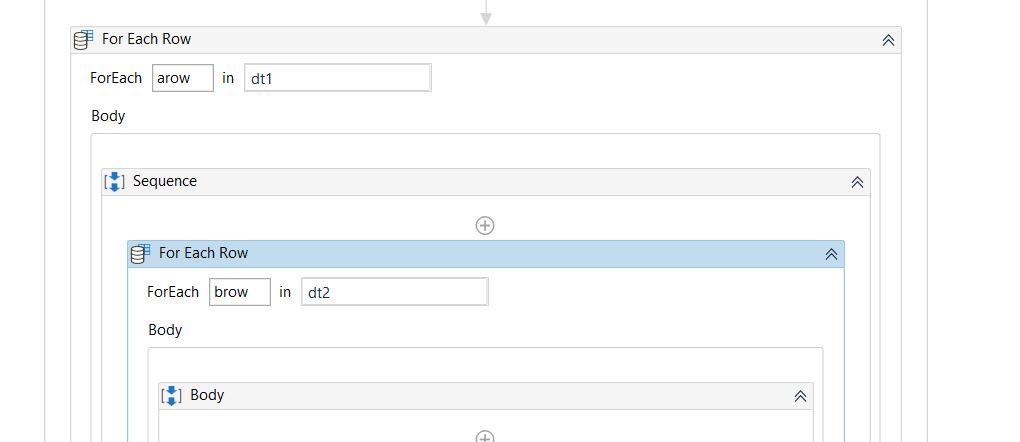 For Each Row
ForEach arow in dt1
Body
Sequence
For Each Row
ForEach brow in dt2
Body
Body